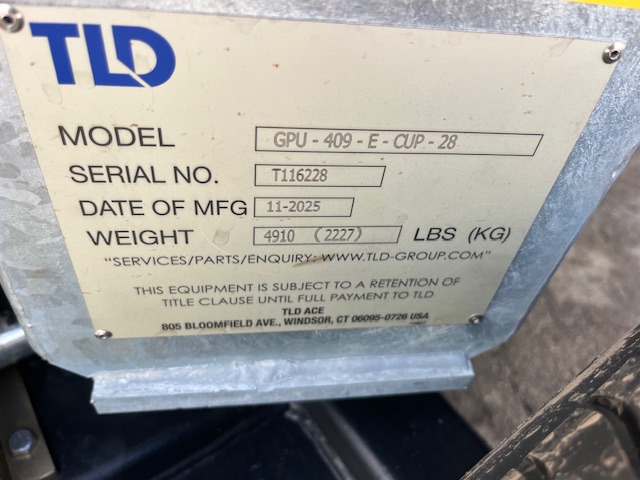 TLD
MODEL GPU - 409 - E - CUP - 28
SERIAL NO. T116228
DATE OF MFG 11-2025
WEIGHT 4910 (2227) LBS (KG)
"SERVICES/PARTS/ENQUIRY: WWW.TLD-GROUP.COM"
THIS EQUIPMENT IS SUBJECT TO A RETENTION OF
TITLE CLAUSE UNTIL FULL PAYMENT TO TLD
TLD ACE
805 BLOOMFIELD AVE., WINDSOR, CT 06095-0726 USA